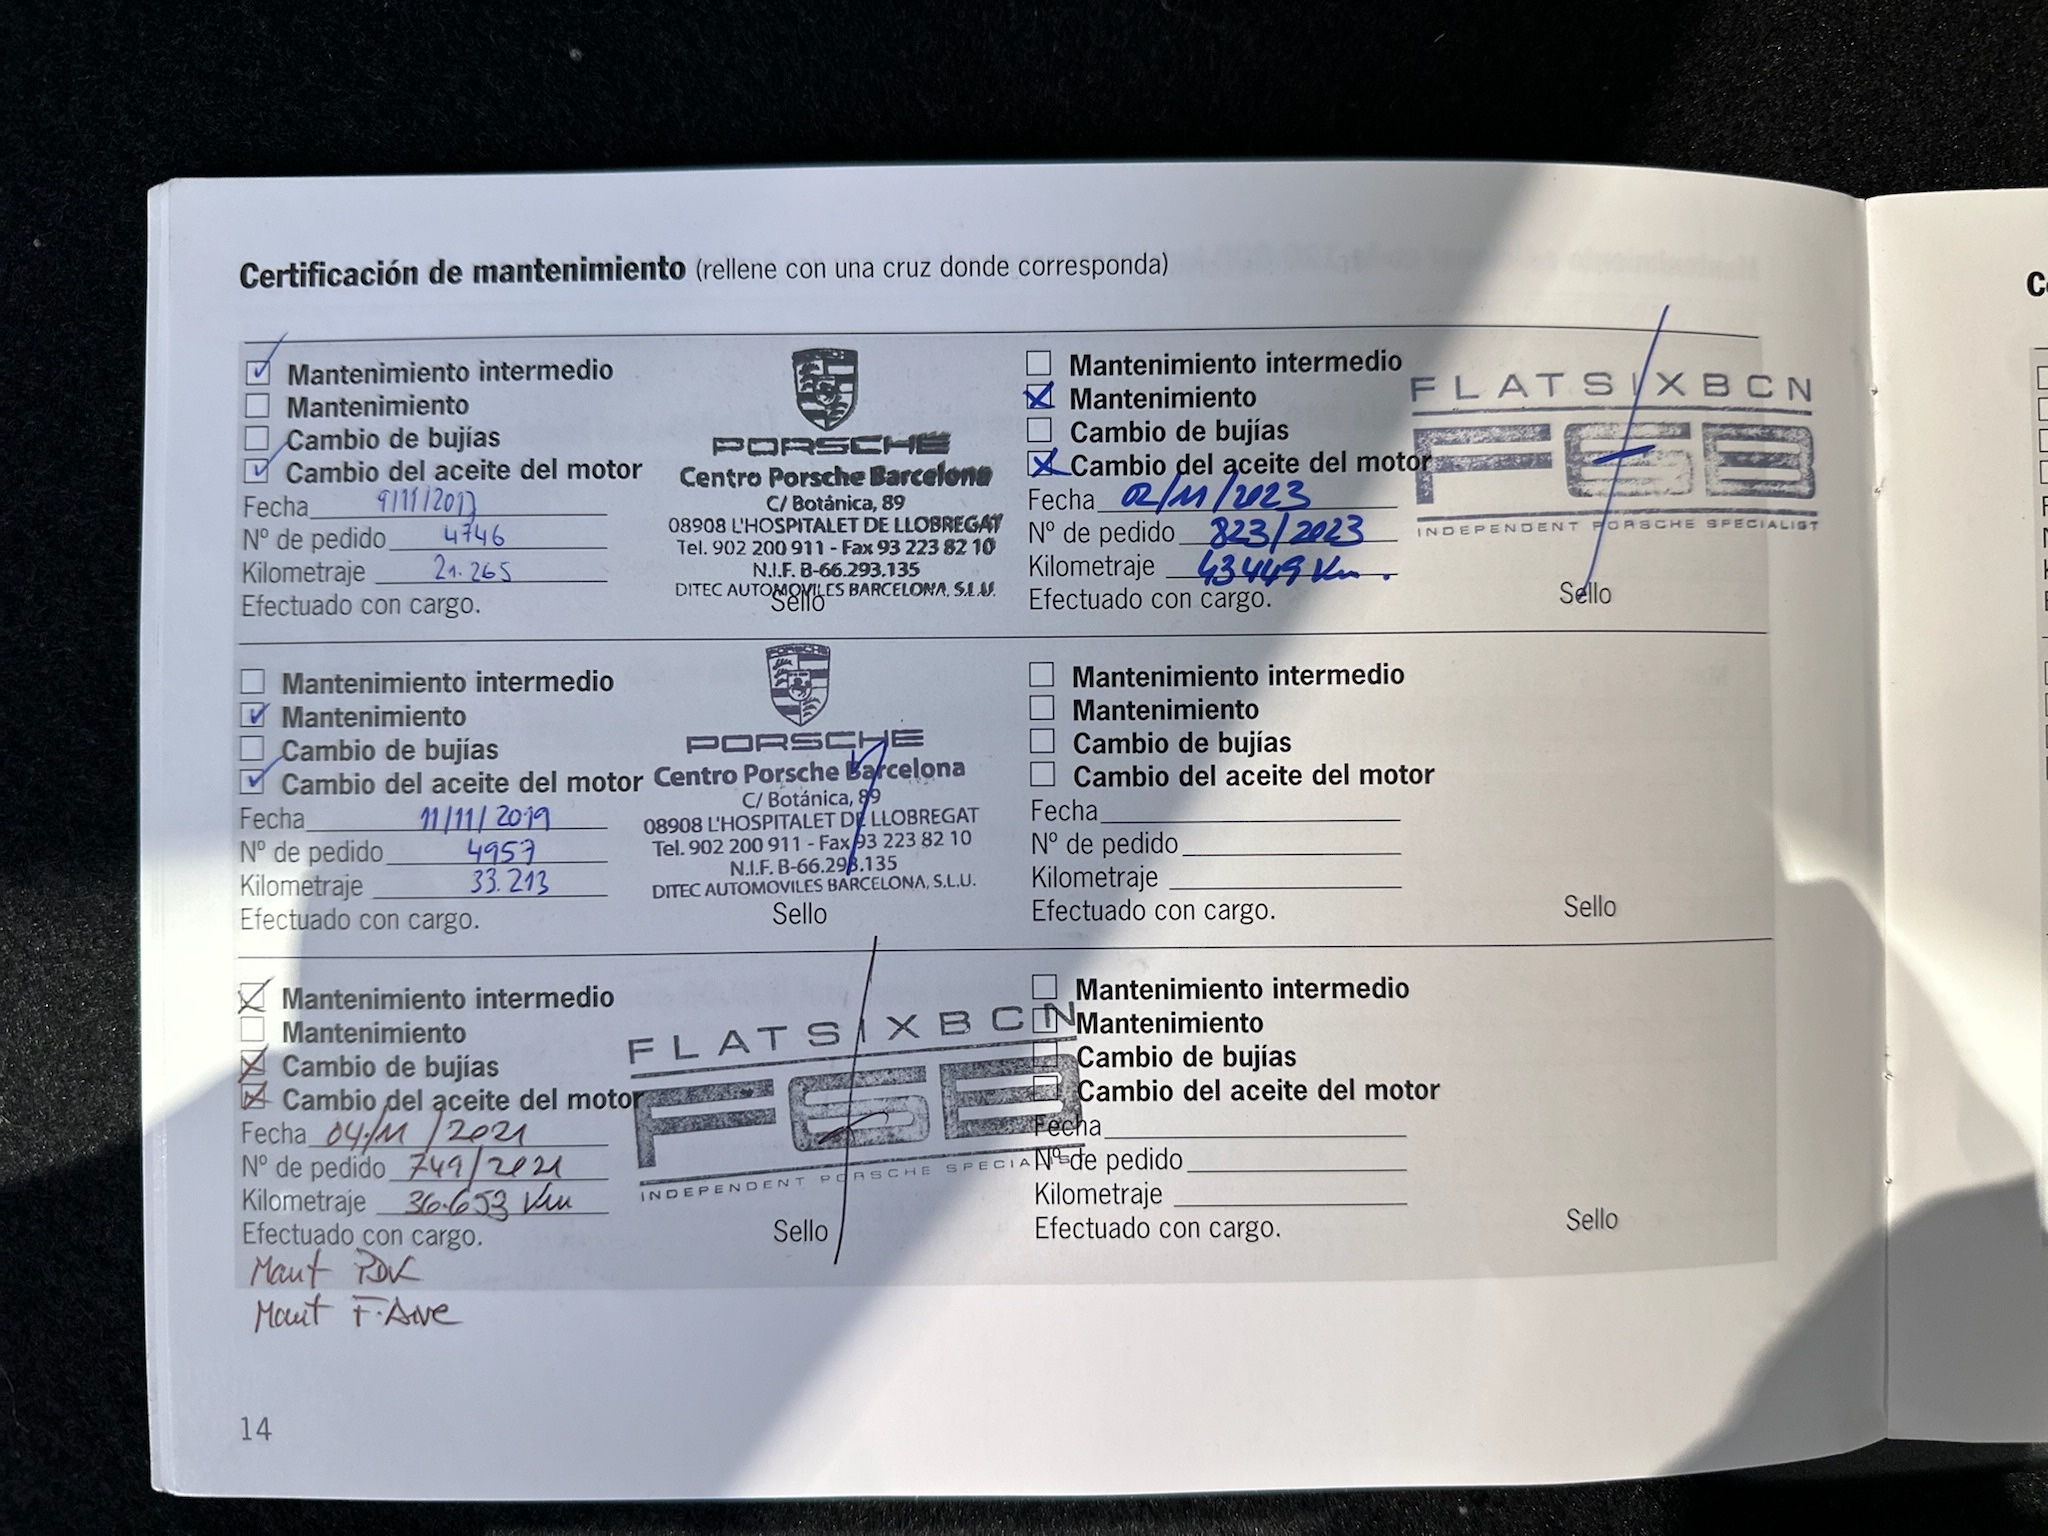 Certificación de mantenimiento (rellene con una cruz donde corresponda)
Mantenimiento intermedio
Mantenimiento
Cambio de bujías
Cambio del aceite del motor
Fecha 9/11/2017
Nº de pedido 4746
Kilometraje 21.265
Efectuado con cargo.
PORSCHE
Centro Porsche Barcelona
C/ Botánica, 89
08908 L'HOSPITALET DE LLOBREGAT
Tel. 902 200 911 - Fax 93 223 82 10
N.I.F. B-66.293.135
DITEC AUTOMOVILES BARCELONA, S.L.U.
Sello
Mantenimiento intermedio
Mantenimiento
Cambio de bujías
Cambio del aceite del motor
Fecha 11/11/2019
Nº de pedido 4957
Kilometraje 33.213
Efectuado con cargo.
PORSCHE
PORSCHE
Centro Porsche Barcelona
C/ Botánica, 89
08908 L'HOSPITALET DE LLOBREGAT
Tel. 902 200 911 - Fax 93 223 82 10
N.I.F. B-66.293.135
DITEC AUTOMOVILES BARCELONA, S.L.U.
Sello
Mantenimiento intermedio
Mantenimiento
Cambio de bujías
Cambio del aceite del motor
Fecha 04/11/2021
Nº de pedido 749/2021
Kilometraje 36.653 Km
Efectuado con cargo.
Mant PDK
FLATSIXBCN
F6B
INDEPENDENT PORSCHE SPECIALIST
Sello
Mantenimiento intermedio
Mantenimiento
Cambio de bujías
Cambio del aceite del motor
Fecha 02/11/2023
Nº de pedido 823/2023
Kilometraje 43449 Km.
Efectuado con cargo.
FLATSIXBCN
F6B
INDEPENDENT PORSCHE SPECIALIST
Sello
Mantenimiento intermedio
Mantenimiento
Cambio de bujías
Cambio del aceite del motor
Fecha
Nº de pedido
Kilometraje
Efectuado con cargo.
Sello
Mantenimiento intermedio
Mantenimiento
Cambio de bujías
Cambio del aceite del motor
Fecha
Nº de pedido
Kilometraje
Efectuado con cargo.
Sello
14